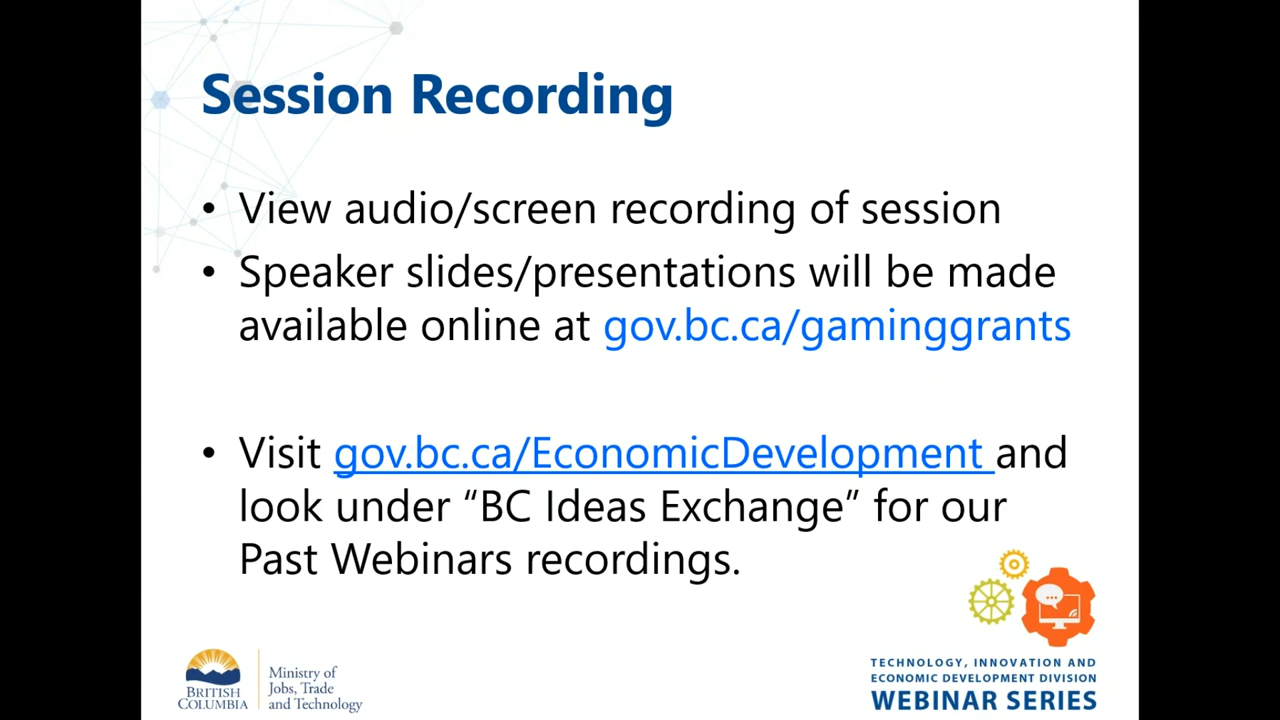 Session Recording
• View audio/screen recording of session
• Speaker slides/presentations will be made
available online at gov.bc.ca/gaminggrants
• Visit gov.bc.ca/EconomicDevelopment and
look under “BC Ideas Exchange” for our
Past Webinars recordings.
BRITISH
COLUMBIA
Ministry of
Jobs, Trade
and Technology
TECHNOLOGY, INNOVATION AND
ECONOMIC DEVELOPMENT DIVISION
WEBINAR SERIES